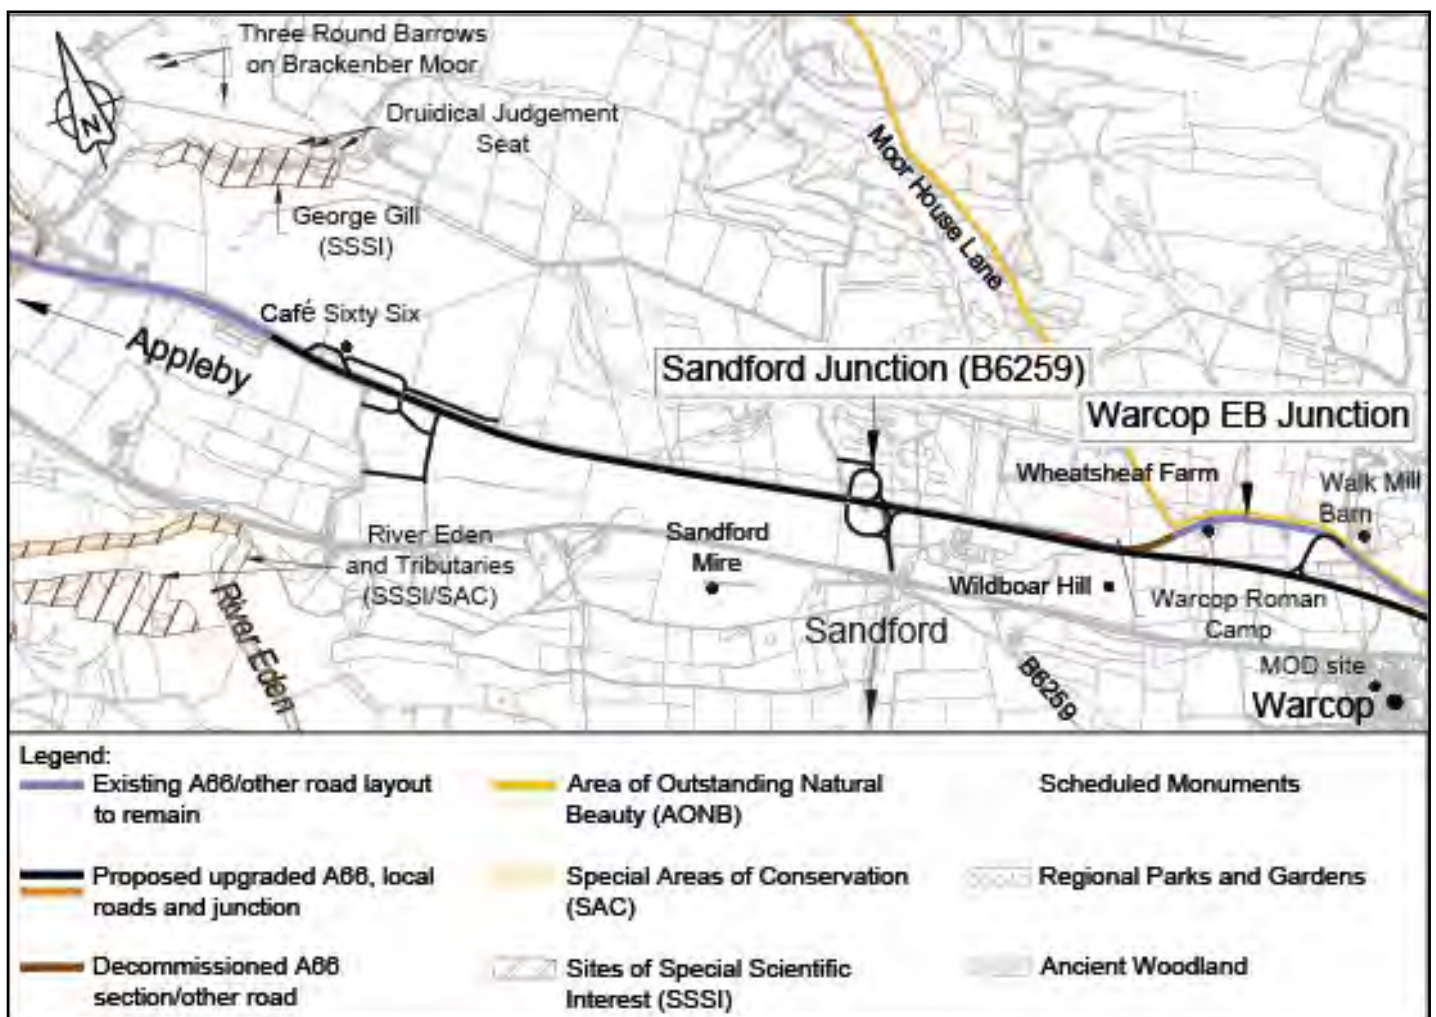 Three Round Barrows
on Brackenber Moor
N
Druidical Judgement
Seat
George Gill
(SSSI)
Moor House Lane
Café Sixty Six
Appleby
Sandford Junction (B6259)
Warcop EB Junction
Wheatsheaf Farm
Walk Mill
Barn
River Eden
and Tributaries
(SSSI/SAC)
Sandford
Mire
Wildboar Hill
Warcop Roman
Camp
River Eden
Sandford
B6259
MOD site
Warcop
Legend:
Existing A66/other road layout
to remain
Proposed upgraded A66, local
roads and junction
Decommissioned A66
section/other road
Area of Outstanding Natural
Beauty (AONB)
Special Areas of Conservation
(SAC)
Sites of Special Scientific
Interest (SSSI)
Scheduled Monuments
Regional Parks and Gardens
Ancient Woodland